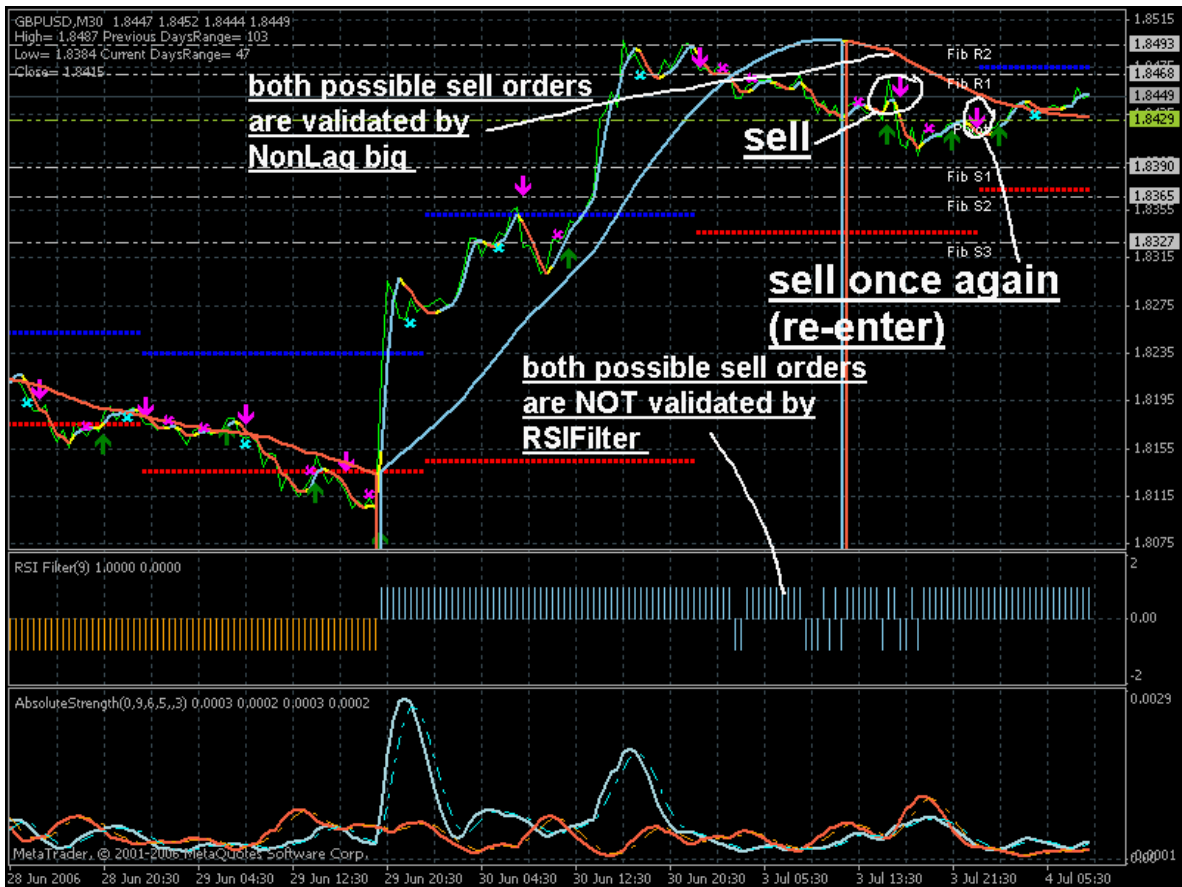 GBPUSD,M30 1.8447 1.8452 1.8444 1.8449
High= 1.8487 Previous DaysRange= 103
Low= 1.8384 Current DaysRange= 47
Close= 1.8415
both possible sell orders
are validated by
NonLag big
sell
Fib R2
Fib R1
Fib S1
Fib S2
Fib S3
sell once again
(re-enter)
both possible sell orders
are NOT validated by
RSIFilter
1.8515
1.8493
1.8468
1.8449
1.8429
1.8390
1.8365
1.8355
1.8327
1.8315
1.8275
1.8235
1.8195
1.8155
1.8115
1.8075
RSI Filter(9) 1.0000 0.0000
2
0.00
-2
AbsoluteStrength(0,9,6,5,,3) 0.0003 0.0002 0.0003 0.0002
0.0029
MetaTrader, © 2001-2006 MetaQuotes Software Corp.
28 Jun 2006
28 Jun 20:30
29 Jun 04:30
29 Jun 12:30
29 Jun 20:30
30 Jun 04:30
30 Jun 12:30
30 Jun 20:30
3 Jul 05:30
3 Jul 13:30
3 Jul 21:30
4 Jul 05:30